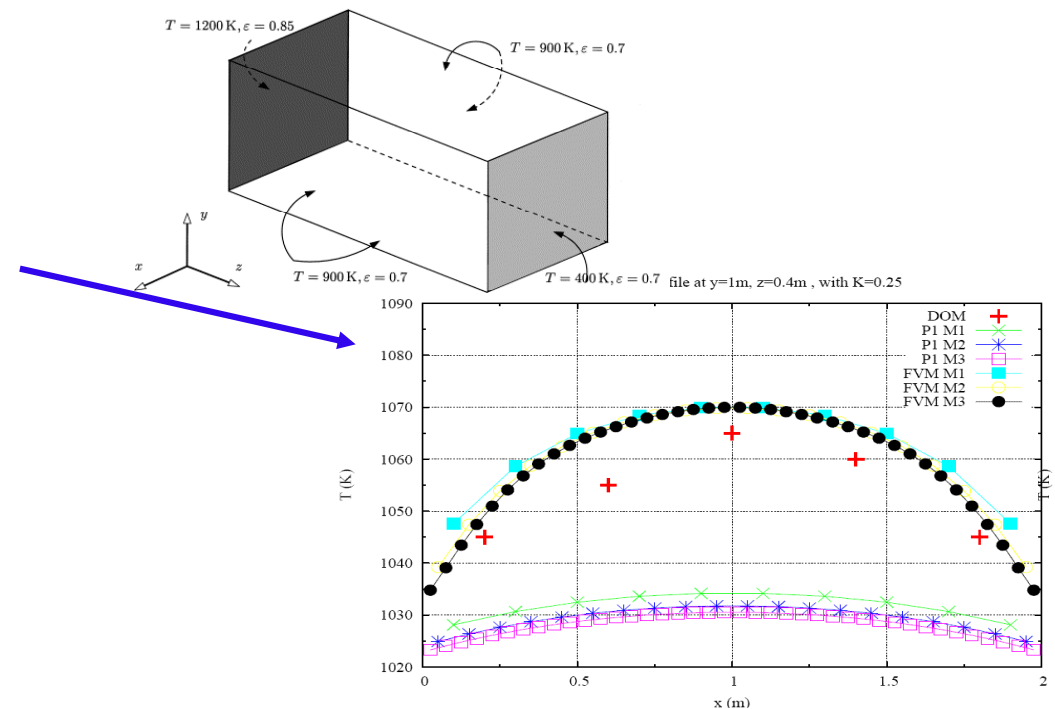 T = 1200 K, ε = 0.85
T = 900 K, ε = 0.7
y
x
z
T = 900 K, ε = 0.7
T = 400 K, ε = 0.7
file at y=1m, z=0.4m , with K=0.25
1090
1080
1070
1060
1050
1040
1030
1020
T (K)
DOM
P1 M1
P1 M2
P1 M3
FVM M1
FVM M2
FVM M3
T (K)
0
0.5
1
1.5
2
x (m)